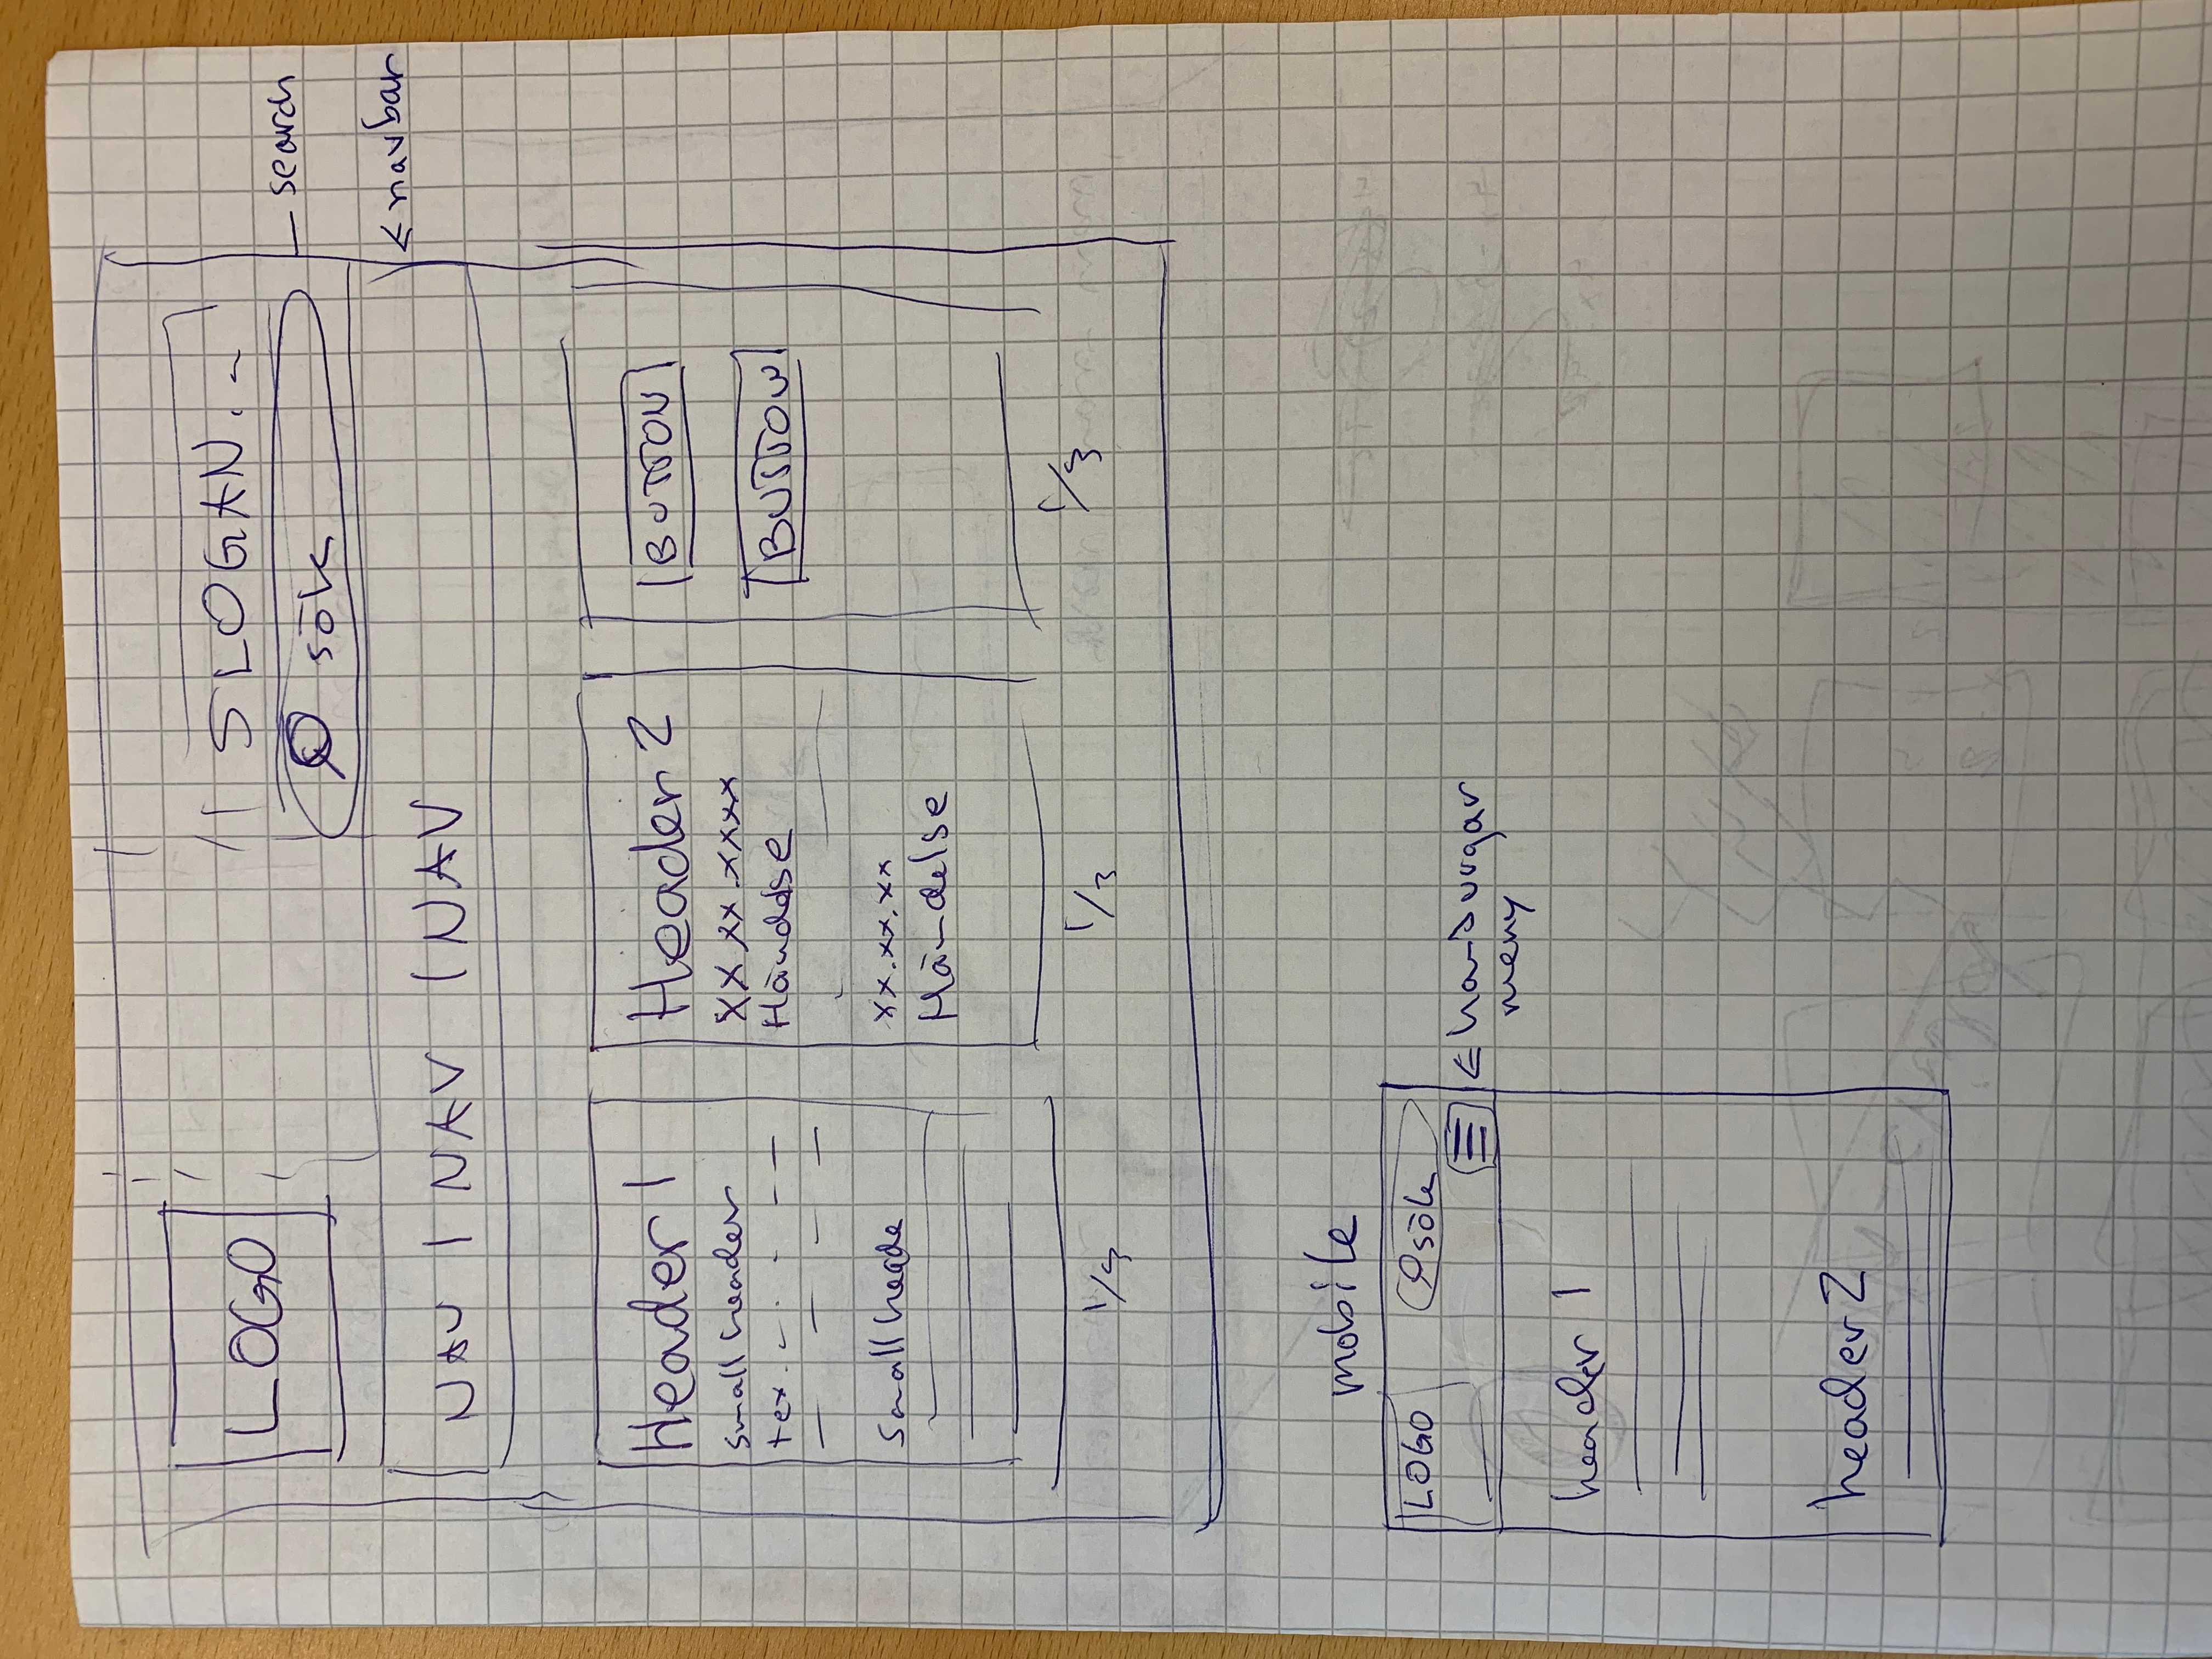 LOGO
SLOGAN..
sök
search
< navbar
NAV | NAV | NAV
Header 1
small header
tex.
small heade
Header 2
xx.xx.xxxx
Händelse
xx.xx.xx
Händelse
BUTTON
BUTTON
1/3
1/3
1/3
mobile
LOGO
sök
< hamburgar
meny
header 1
header 2